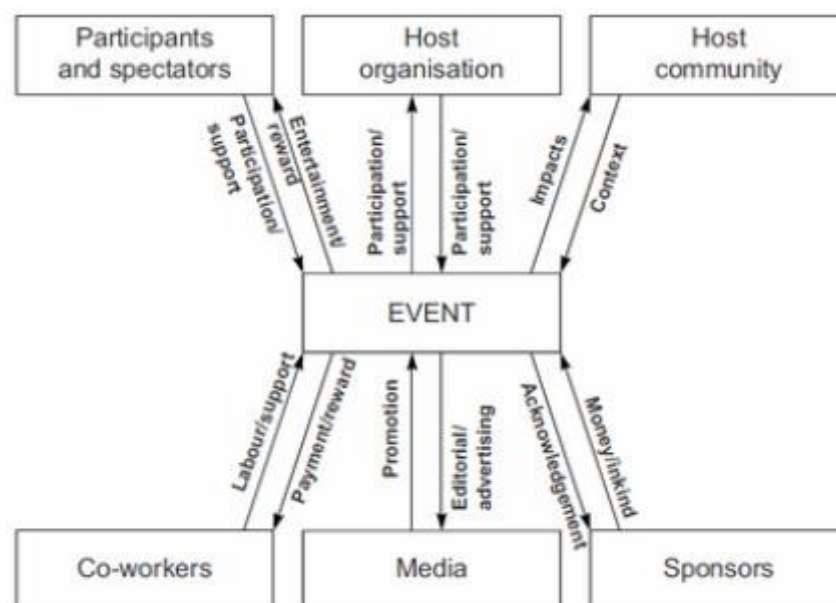 Participants
and spectators
Host
organisation
Host
community
Participation/
support
Entertainment/
reward
Participation/
support
Participation/
support
Impacts
Context
EVENT
Labour/support
Payment/reward
Promotion
Editorial/
advertising
Acknowledgement
Money/inkind
Co-workers
Media
Sponsors